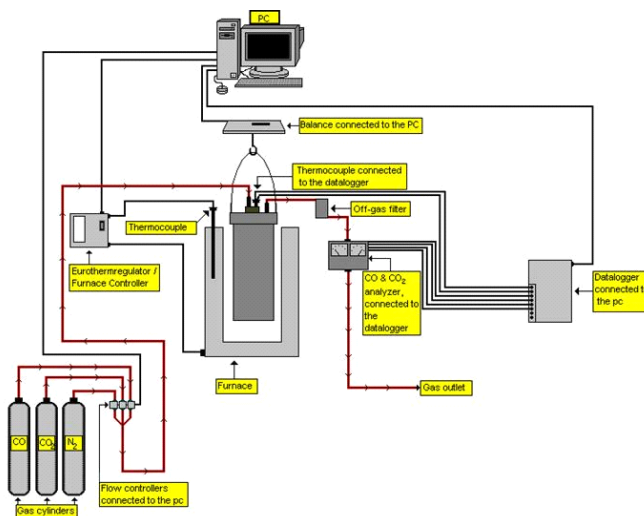 PC
Balance connected to the PC
Thermocouple connected
to the datalogger
Off-gas filter
Thermocouple
Eurothermregulator /
Furnace Controller
CO & CO₂
analyzer,
connected to
the
datalogger
Datalogger
connected to
the pc
Furnace
Gas outlet
CO
CO₂
N₂
Flow controllers
connected to the pc
Gas cylinders